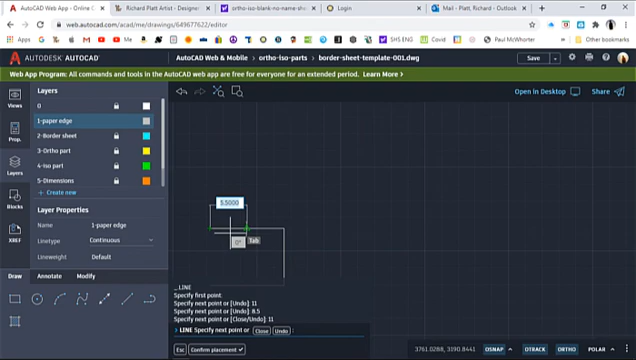 AutoCAD Web App - Online C
Richard Platt Artist - Designer
ortho-iso-blank-no-name-sh
Login
Mail - Platt, Richard - Outlook
web.autocad.com/acad/me/drawings/649677622/editor
Apps
SHS ENG
Covid
Paul McWhorter
Other bookmarks
AUTODESK AUTOCAD
AutoCAD Web & Mobile > ortho-iso-parts > border-sheet-template-001.dwg
Save
Web App Program: All commands and tools in the AutoCAD web app are free for everyone for an extended period. Learn More >
Open in Desktop
Share
Views
Prop.
Layers
Blocks
XREF
Layers
0
1-paper edge
2-Border sheet
3-Ortho part
4-Iso part
5-Dimensions
+ Create new
Layer Properties
Name 1-paper edge
Linetype Continuous
Lineweight Default
Draw Annotate Modify
5.5000
0°
Tab
_LINE
Specify first point:
Specify next point or [Undo]: 11
Specify next point or [Undo]: 8.5
Specify next point or [Close/Undo]: 11
LINE Specify next point or Close Undo :
Esc
Confirm placement
3761.0288, 3190.8441
OSNAP
OTRACK
ORTHO
POLAR